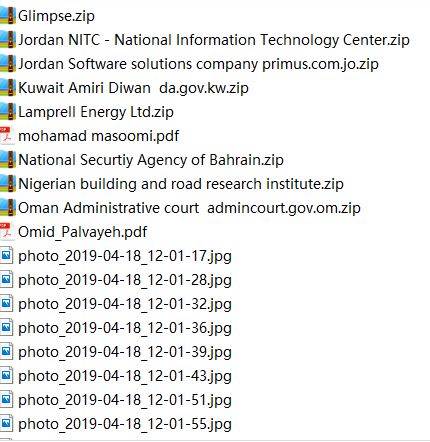 Glimpse.zip
Jordan NITC - National Information Technology Center.zip
Jordan Software solutions company primus.com.jo.zip
Kuwait Amiri Diwan  da.gov.kw.zip
Lamprell Energy Ltd.zip
mohamad masoomi.pdf
National Securtiy Agency of Bahrain.zip
Nigerian building and road research institute.zip
Oman Administrative court  admincourt.gov.om.zip
Omid_Palvayeh.pdf
photo_2019-04-18_12-01-17.jpg
photo_2019-04-18_12-01-28.jpg
photo_2019-04-18_12-01-32.jpg
photo_2019-04-18_12-01-36.jpg
photo_2019-04-18_12-01-39.jpg
photo_2019-04-18_12-01-43.jpg
photo_2019-04-18_12-01-51.jpg
photo_2019-04-18_12-01-55.jpg